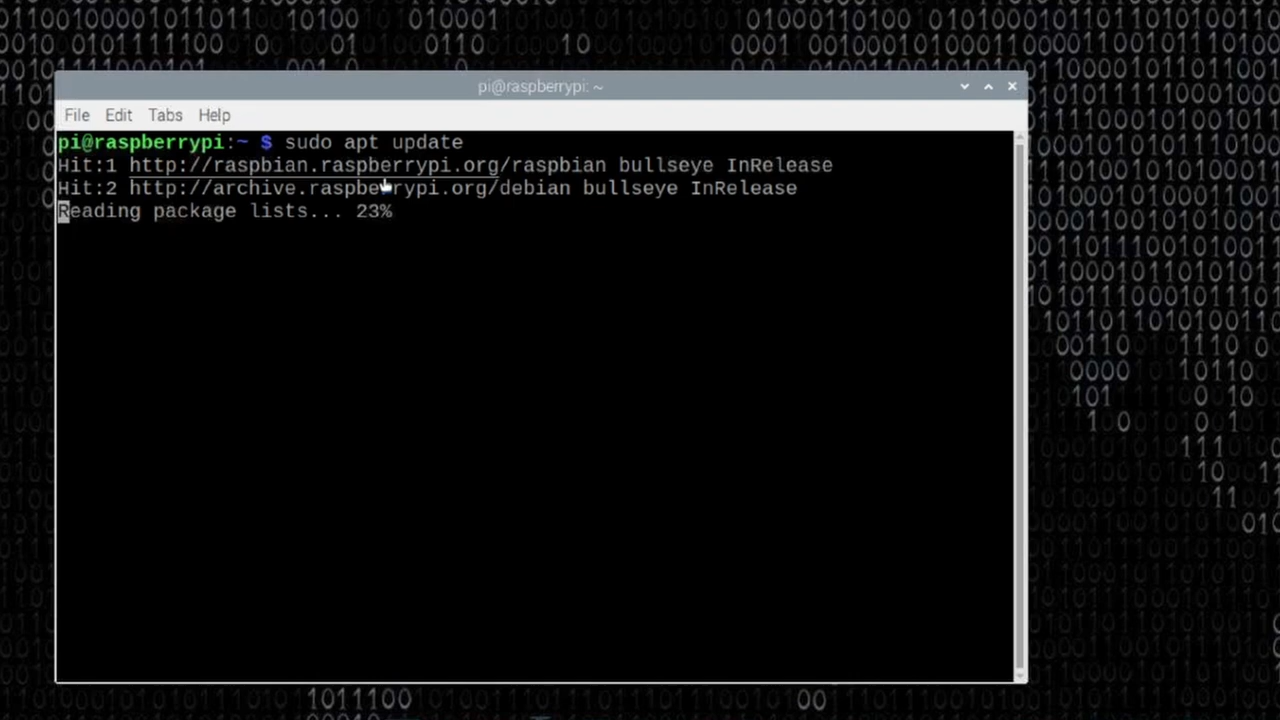 pi@raspberrypi: ~
File Edit Tabs Help
pi@raspberrypi:~ $ sudo apt update
Hit:1 http://raspbian.raspberrypi.org/raspbian bullseye InRelease
Hit:2 http://archive.raspberrypi.org/debian bullseye InRelease
Reading package lists... 23%